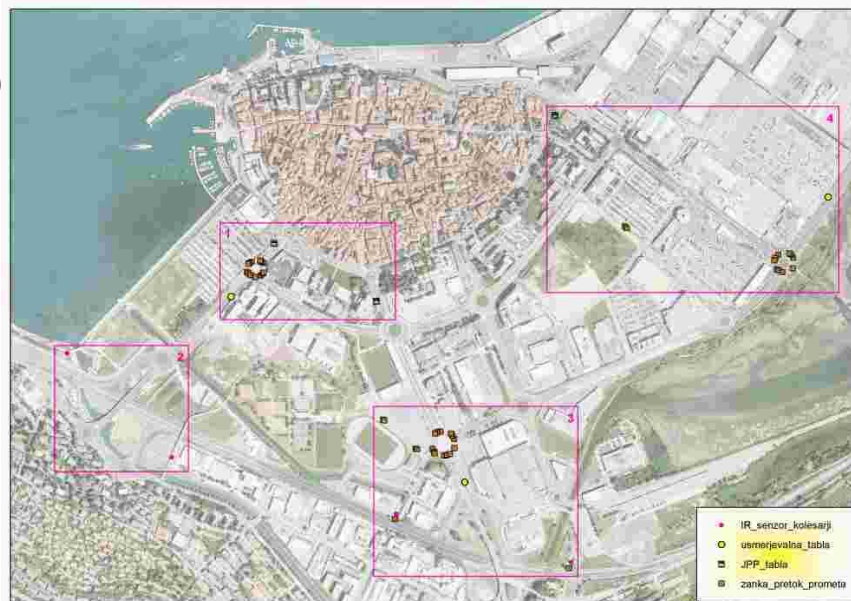 4
1
2
3
IR_senzor_kolesarji
usmerjevalna_tabla
JPP_tabla
zanka_pretok_prometa